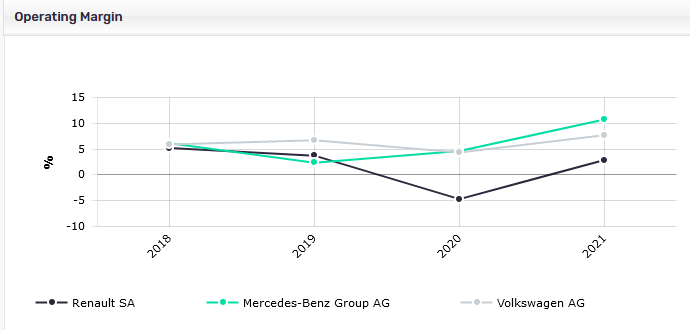 Operating Margin
15
10
5
0
-5
-10
%
2018
2019
2020
2021
Renault SA
Mercedes-Benz Group AG
Volkswagen AG